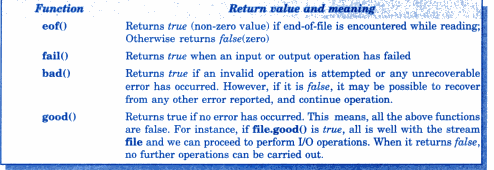 Function Return value and meaning
eof() Returns true (non-zero value) if end-of-file is encountered while reading;
Otherwise returns false(zero)
fail() Returns true when an input or output operation has failed
bad() Returns true if an invalid operation is attempted or any unrecoverable
error has occurred. However, if it is false, it may be possible to recover
from any other error reported, and continue operation.
good() Returns true if no error has occurred. This means, all the above functions
are false. For instance, if file.good() is true, all is well with the stream
file and we can proceed to perform I/O operations. When it returns false,
no further operations can be carried out.